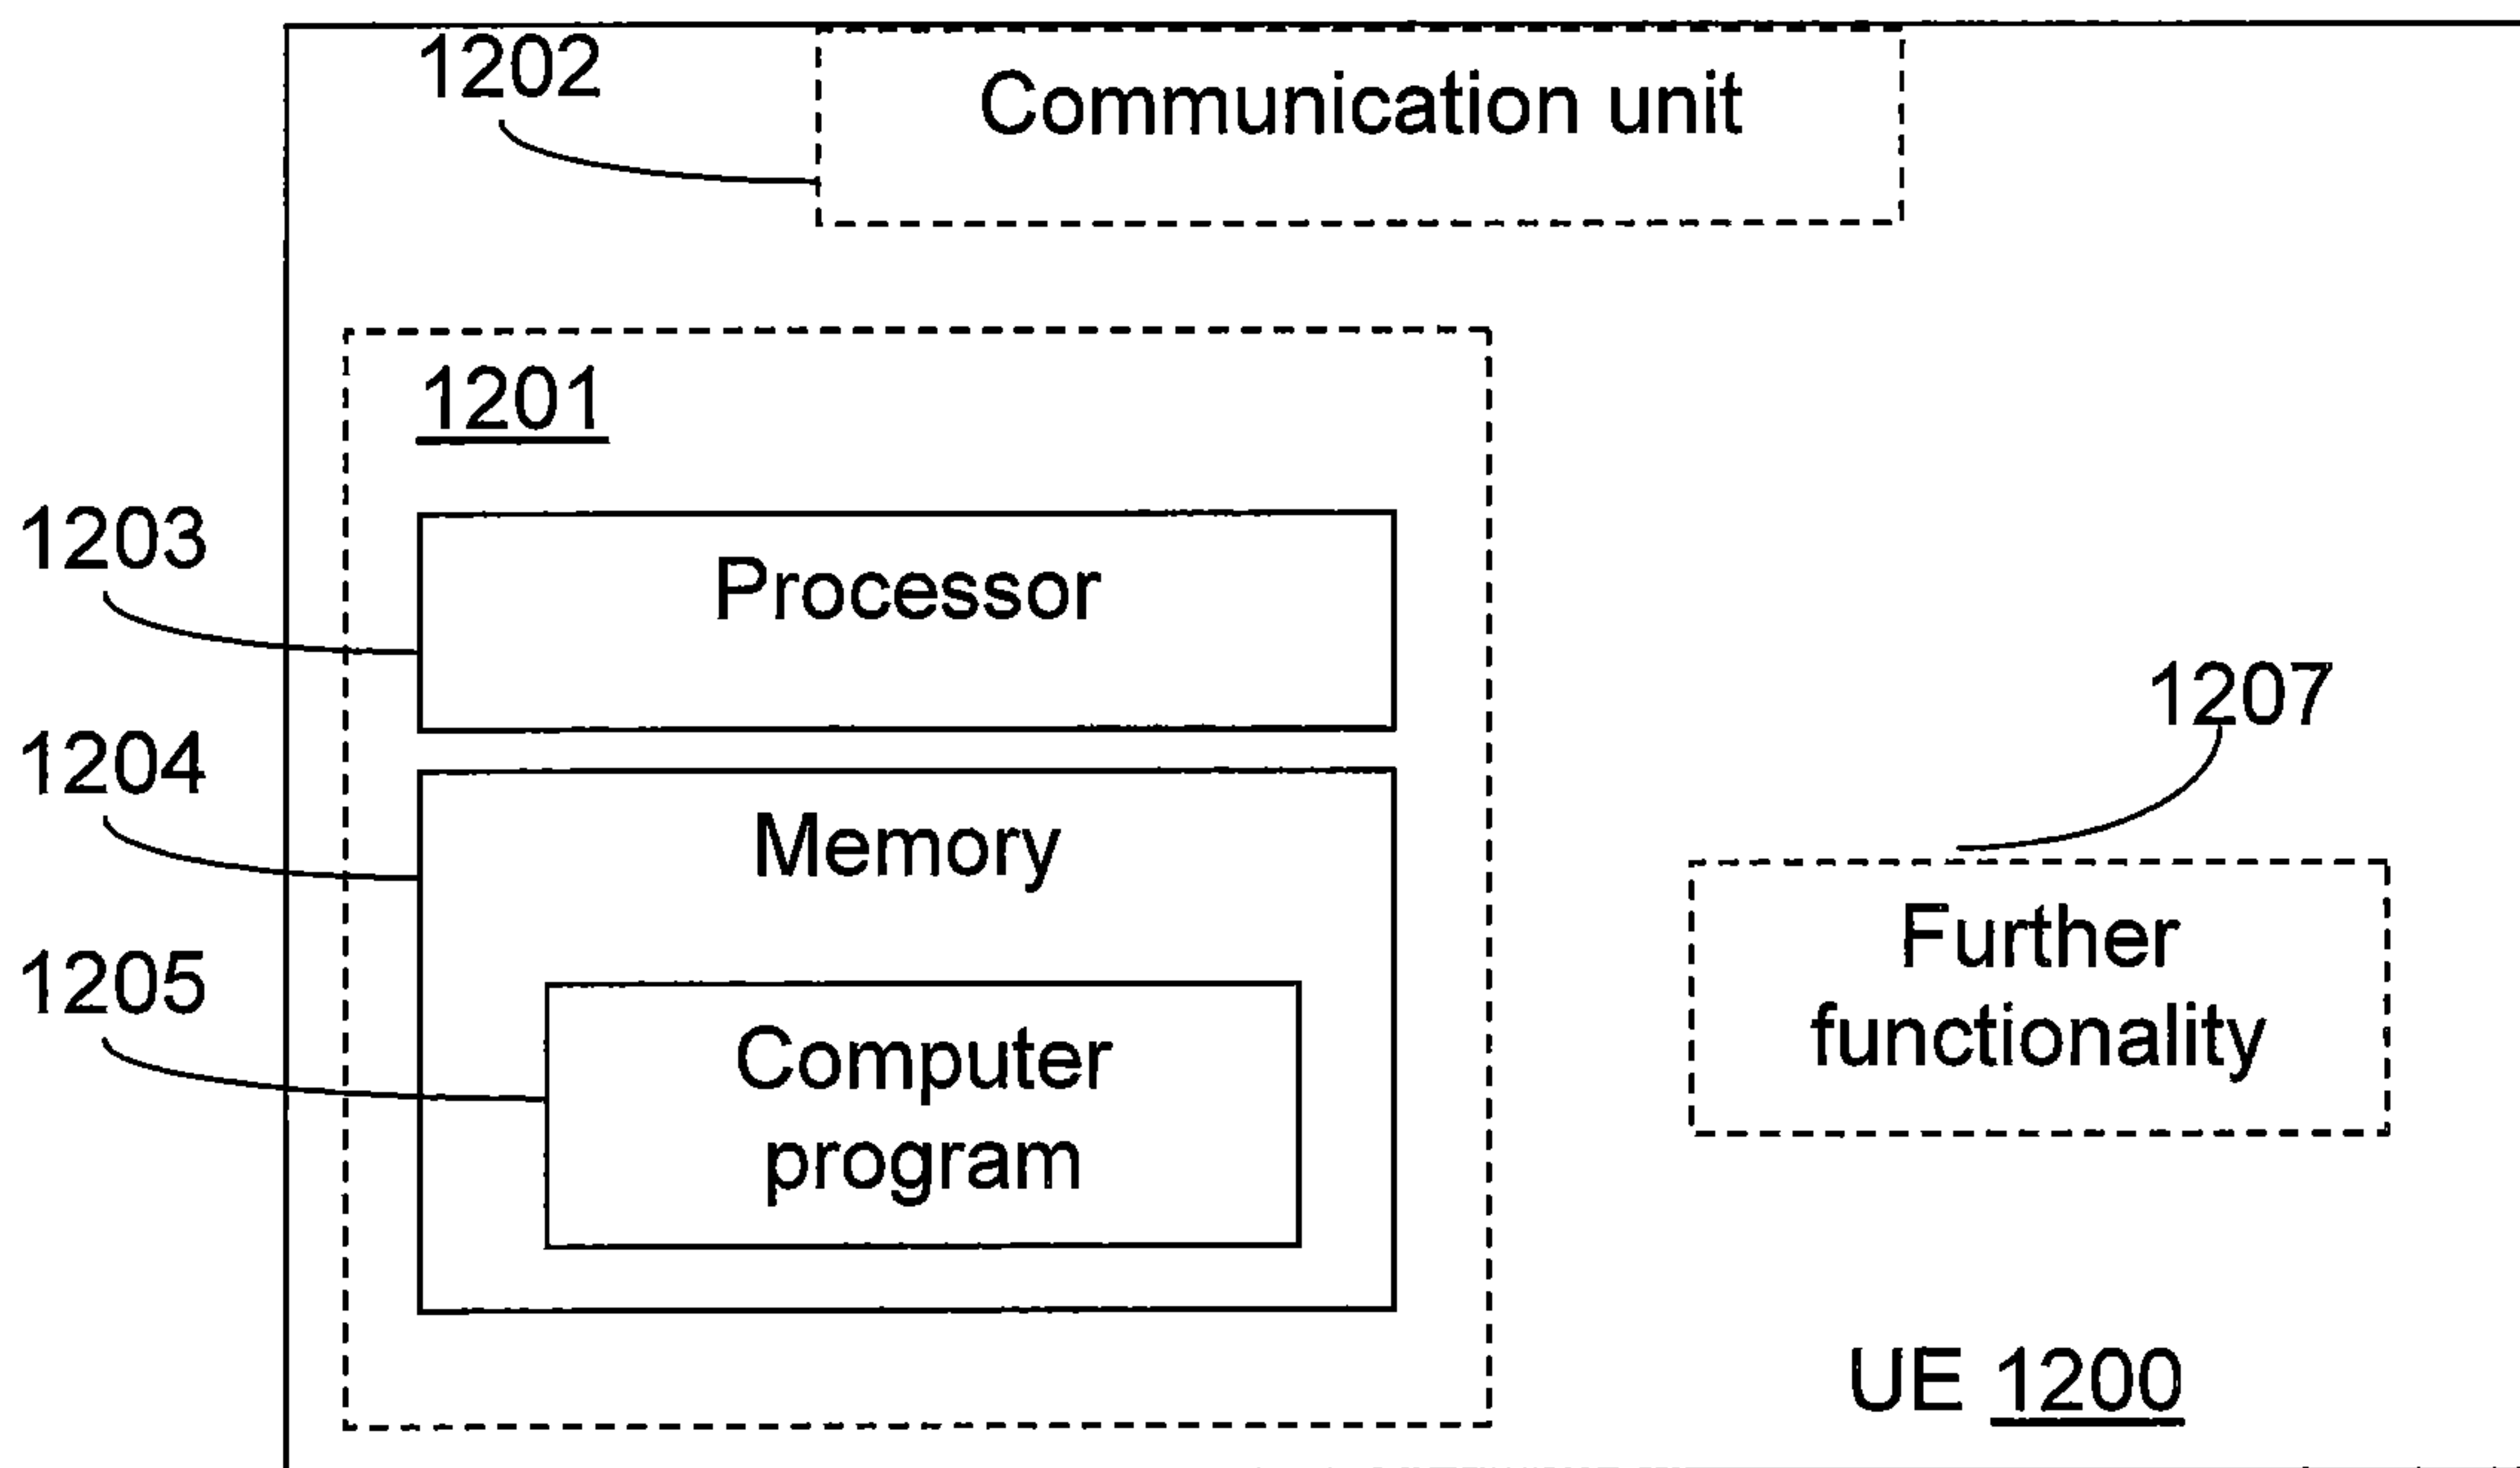 1202
Communication unit
1201
1203
Processor
1207
1204
Memory
Further
functionality
1205
Computer
program
UE 1200